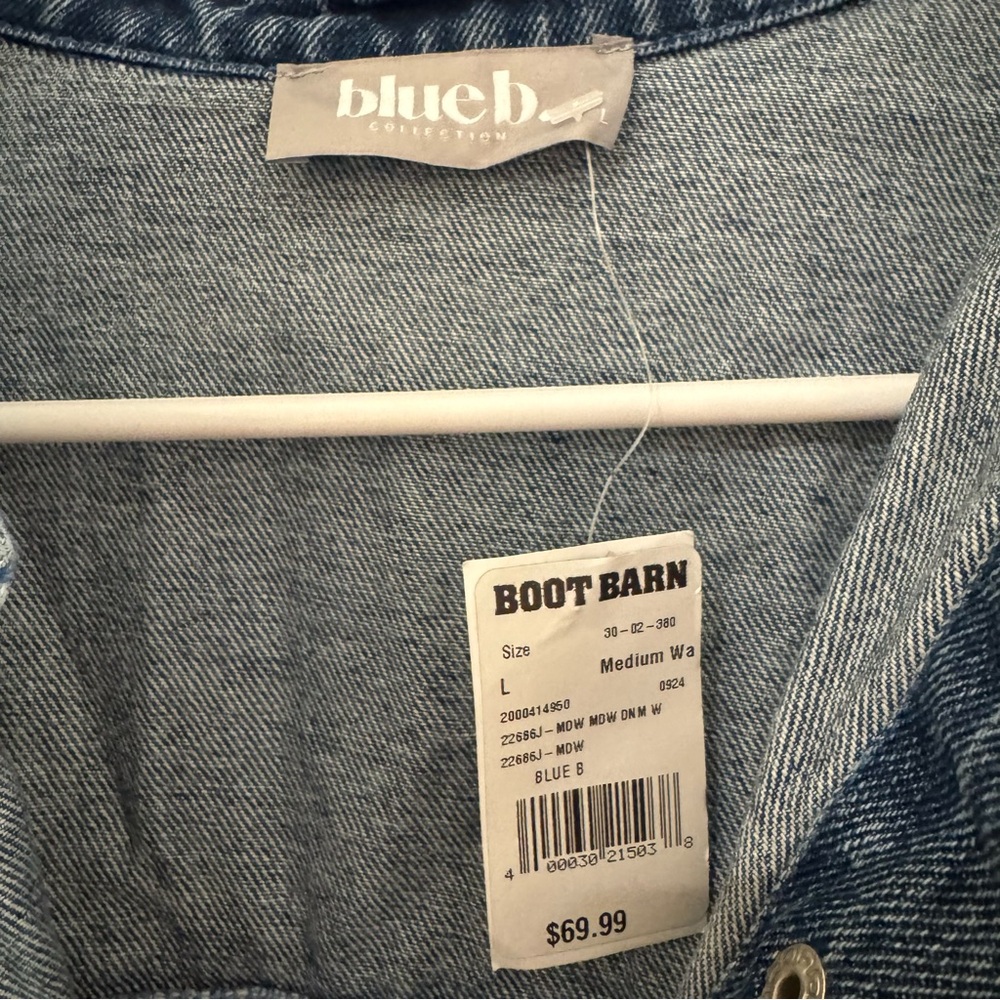 blue b.
COLLECTION
L
BOOT BARN
30-02-380
Size
Medium Wa
L
0924
2000414950
22686J-MDW MDW DNM W
22686J-MDW
BLUE B
4 00030 21503 8
$69.99